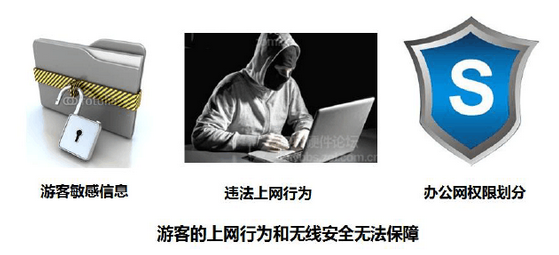 S
游客敏感信息
违法上网行为
办公网权限划分
游客的上网行为和无线安全无法保障